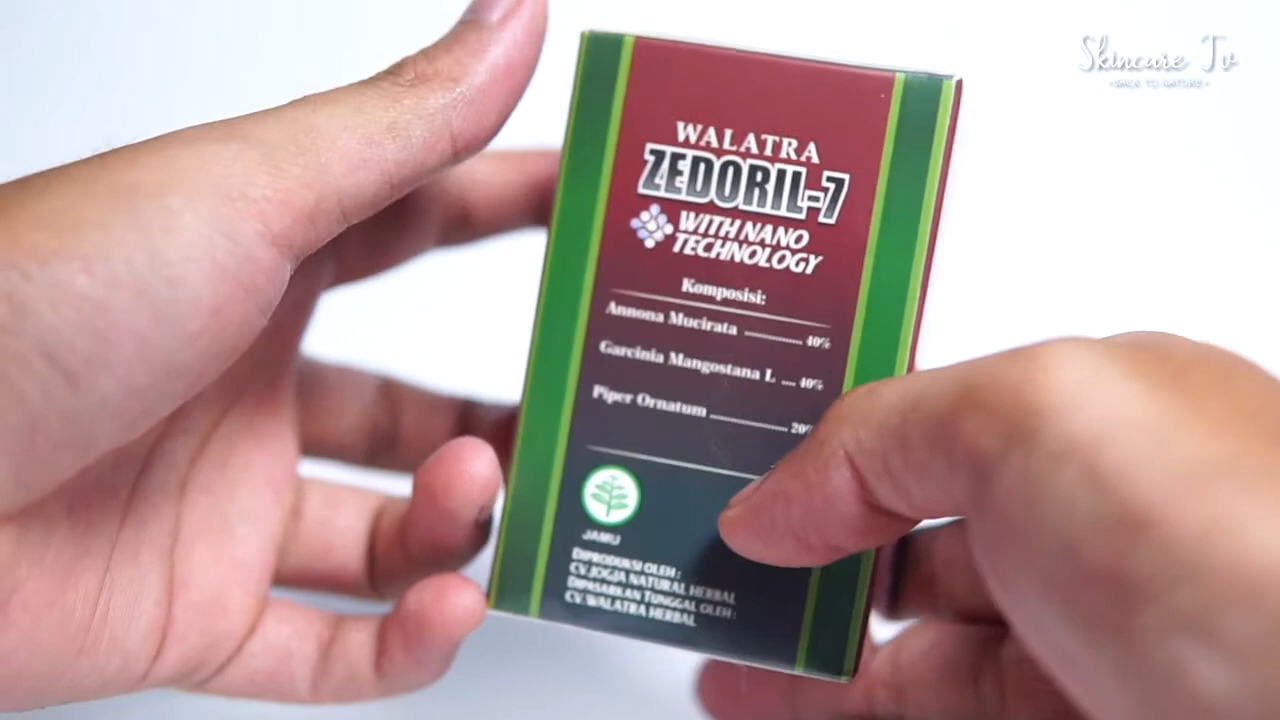 Skincare Tv
-BACK TO NATURE-
WALATRA
ZEDORIL-7
WITH NANO
TECHNOLOGY
Komposisi:
Annona Mucirata ................ 40%
Garcinia Mangostana L .... 40%
Piper Ornatum ..................... 20%
JAMU
DIPRODUKSI OLEH :
CV.JOGJA NATURAL HERBAL
DIPASARKAN TUNGGAL OLEH :
CV.WALATRA HERBAL